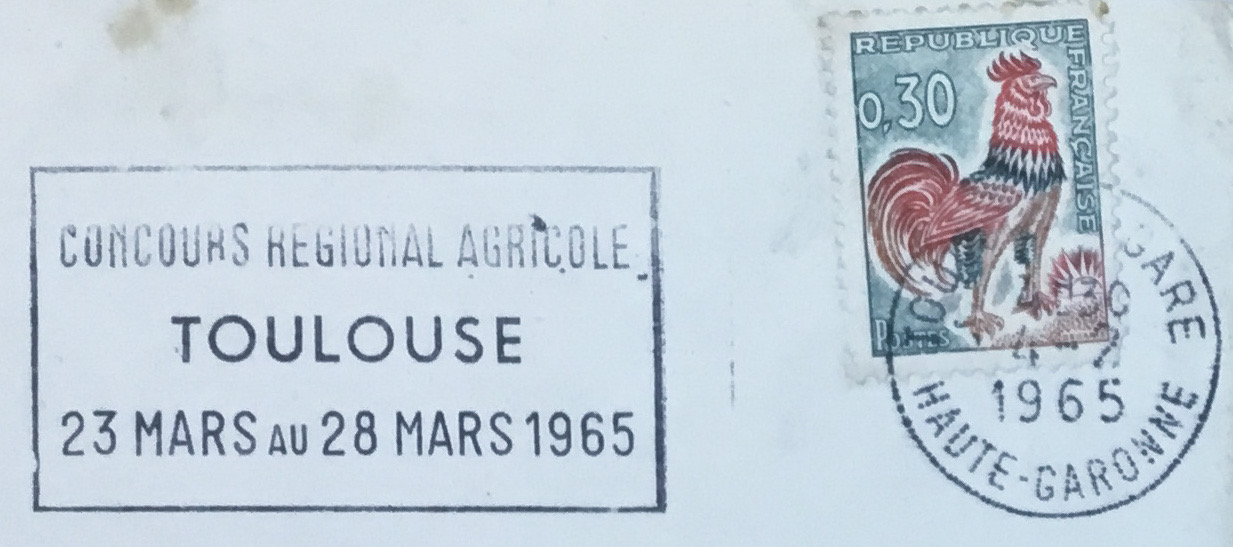 CONCOURS REGIONAL AGRICOLE
TOULOUSE
23 MARS AU 28 MARS 1965
REPUBLIQUE FRANÇAISE
0,30
POSTES
GARE
1965
HAUTE-GARONNE